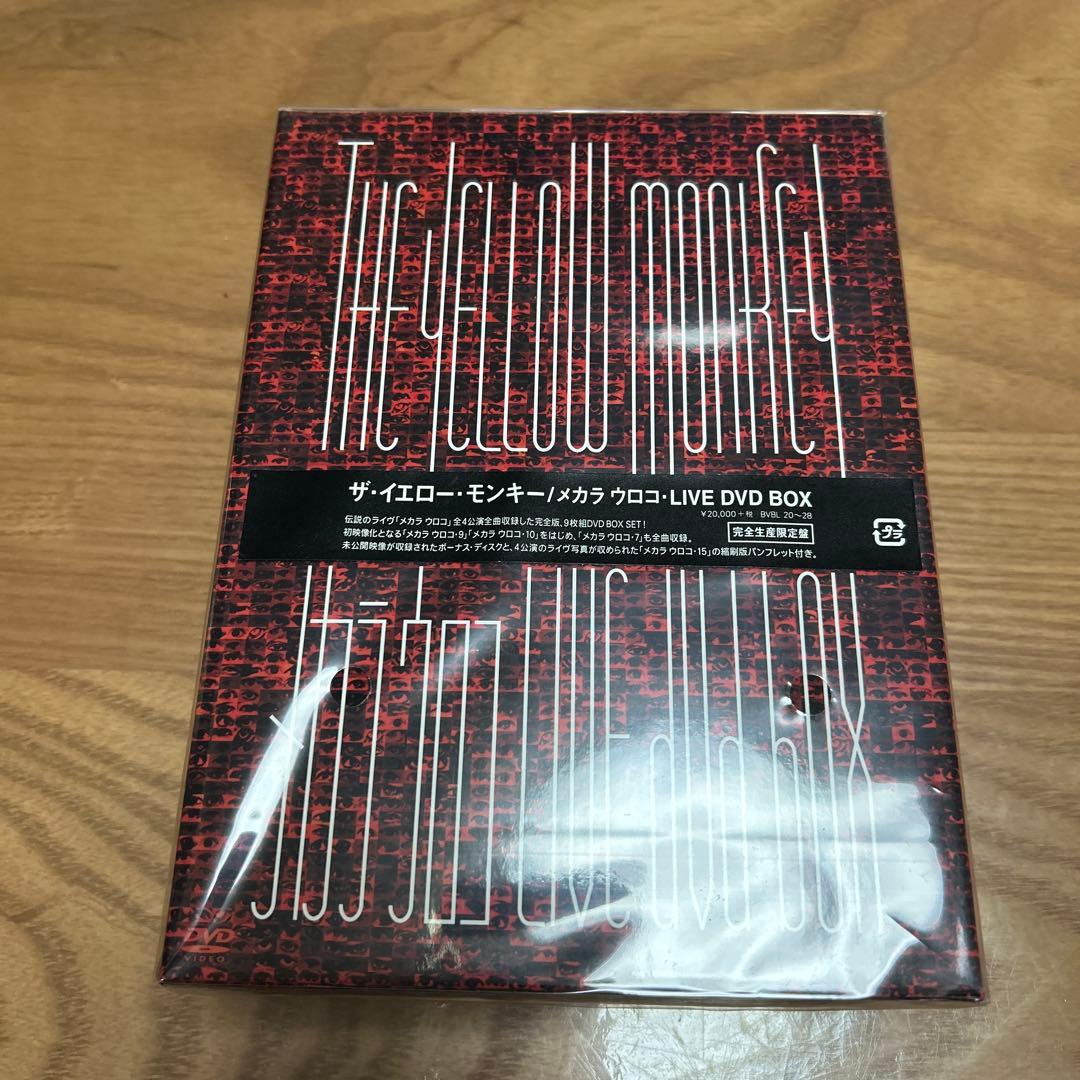 THE YELLOW MONKEY
ザ・イエロー・モンキー/メカラ ウロコ・LIVE DVD BOX
¥20,000+税 BVBL 20~28
伝説のライヴ「メカラ ウロコ」全4公演全曲収録した完全版、9枚組DVD BOX SET!
完全生産限定盤
初映像化となる「メカラ ウロコ・9」「メカラ ウロコ・10」をはじめ、「メカラ ウロコ・7」も全曲収録。
未公開映像が収録されたボーナス・ディスクと、4公演のライヴ写真が収められた「メカラ ウロコ・15」の縮刷版パンフレット付き。
プラ
メカラ ウロコ LIVE DVD BOX
DVD
VIDEO